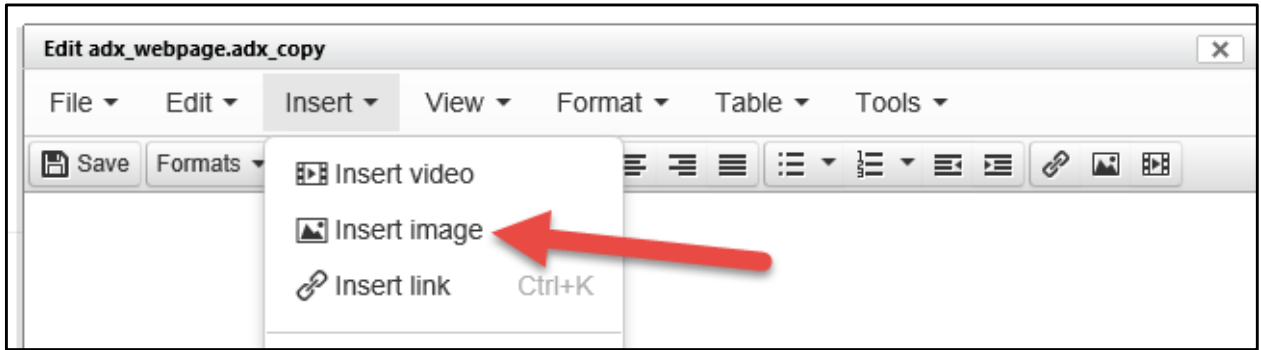 Edit adx_webpage.adx_copy
File Edit Insert View Format Table Tools
Save Formats
Insert video
Insert image
Insert link Ctrl+K